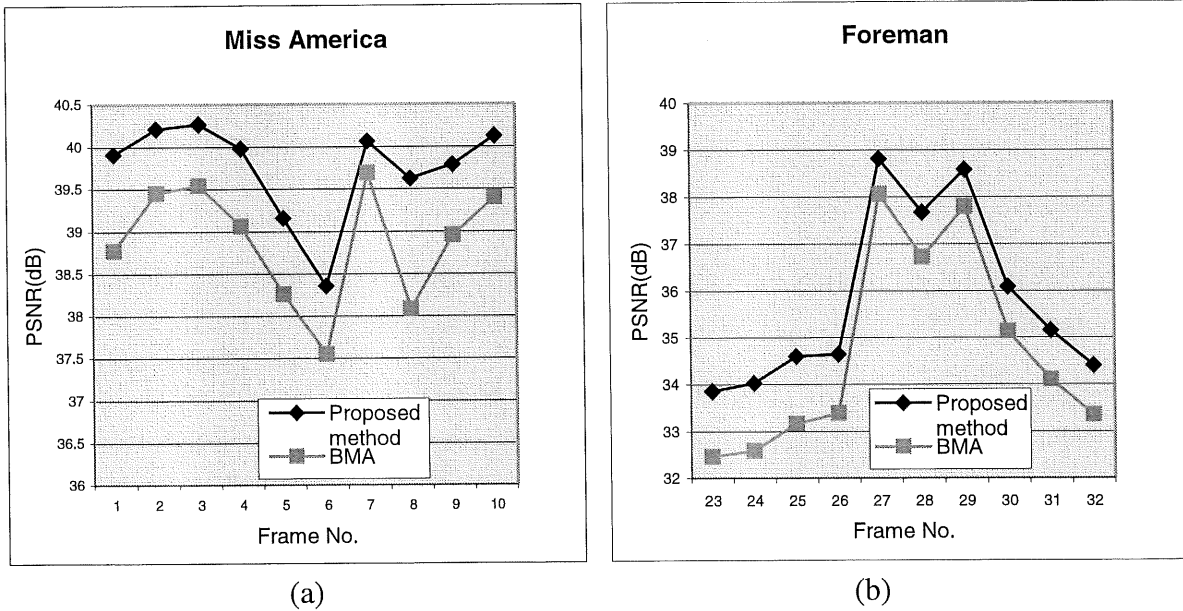 Miss America
PSNR(dB)
40.5
40
39.5
39
38.5
38
37.5
37
36.5
36
1 2 3 4 5 6 7 8 9 10
Frame No.
Proposed
method
BMA
(a)
Foreman
PSNR(dB)
40
39
38
37
36
35
34
33
32
23 24 25 26 27 28 29 30 31 32
Frame No.
Proposed
method
BMA
(b)